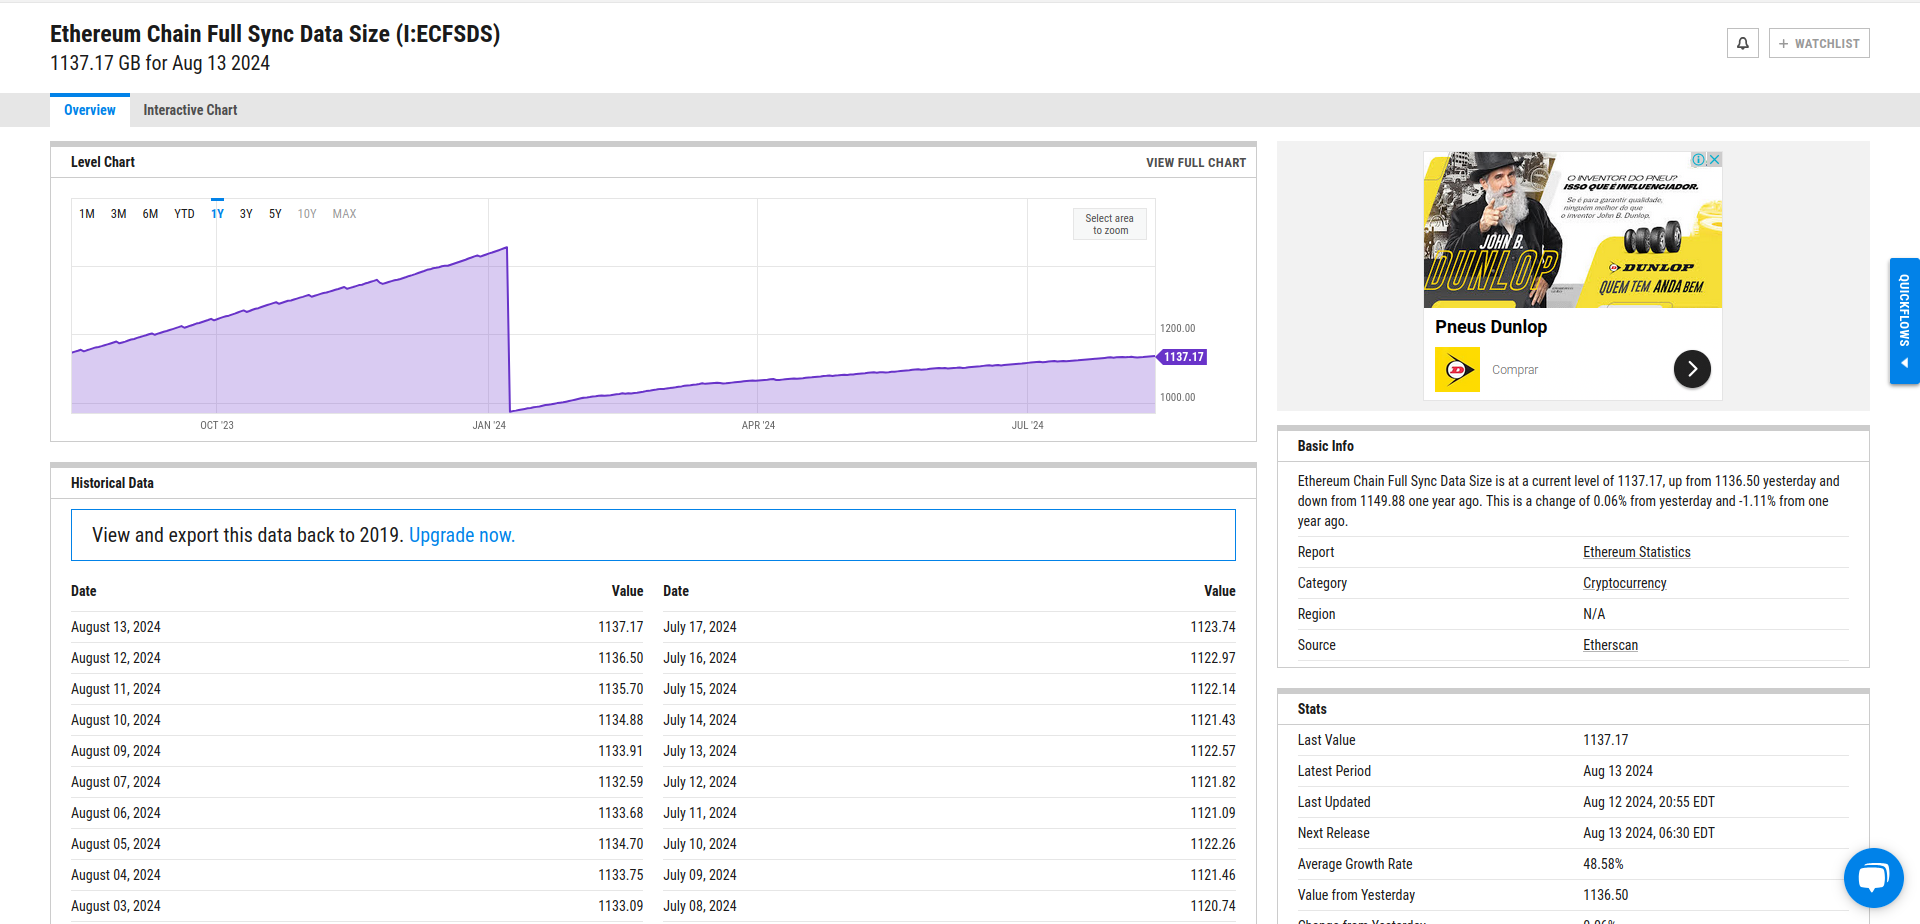 Ethereum Chain Full Sync Data Size (I:ECFSDS)
1137.17 GB for Aug 13 2024
+ WATCHLIST
Overview
Interactive Chart
Level Chart
VIEW FULL CHART
1M 3M 6M YTD 1Y 3Y 5Y 10Y MAX
Select area
to zoom
1200.00
1137.17
1000.00
OCT '23
JAN '24
APR '24
JUL '24
Historical Data
View and export this data back to 2019. Upgrade now.
Date Value Date Value
August 13, 2024 1137.17 July 17, 2024 1123.74
August 12, 2024 1136.50 July 16, 2024 1122.97
August 11, 2024 1135.70 July 15, 2024 1122.14
August 10, 2024 1134.88 July 14, 2024 1121.43
August 09, 2024 1133.91 July 13, 2024 1122.57
August 07, 2024 1132.59 July 12, 2024 1121.82
August 06, 2024 1133.68 July 11, 2024 1121.09
August 05, 2024 1134.70 July 10, 2024 1122.26
August 04, 2024 1133.75 July 09, 2024 1121.46
August 03, 2024 1133.09 July 08, 2024 1120.74
O INVENTOR DO PNEU?
ISSO QUE É INFLUENCIADOR.
Se é para garantir qualidade,
ninguém melhor do que
o inventor John B. Dunlop.
JOHN B.
DUNLOP
DUNLOP
QUEM TEM, ANDA BEM.
Pneus Dunlop
D
Comprar
QUICKFLOWS
Basic Info
Ethereum Chain Full Sync Data Size is at a current level of 1137.17, up from 1136.50 yesterday and
down from 1149.88 one year ago. This is a change of 0.06% from yesterday and -1.11% from one
year ago.
Report Ethereum Statistics
Category Cryptocurrency
Region N/A
Source Etherscan
Stats
Last Value 1137.17
Latest Period Aug 13 2024
Last Updated Aug 12 2024, 20:55 EDT
Next Release Aug 13 2024, 06:30 EDT
Average Growth Rate 48.58%
Value from Yesterday 1136.50